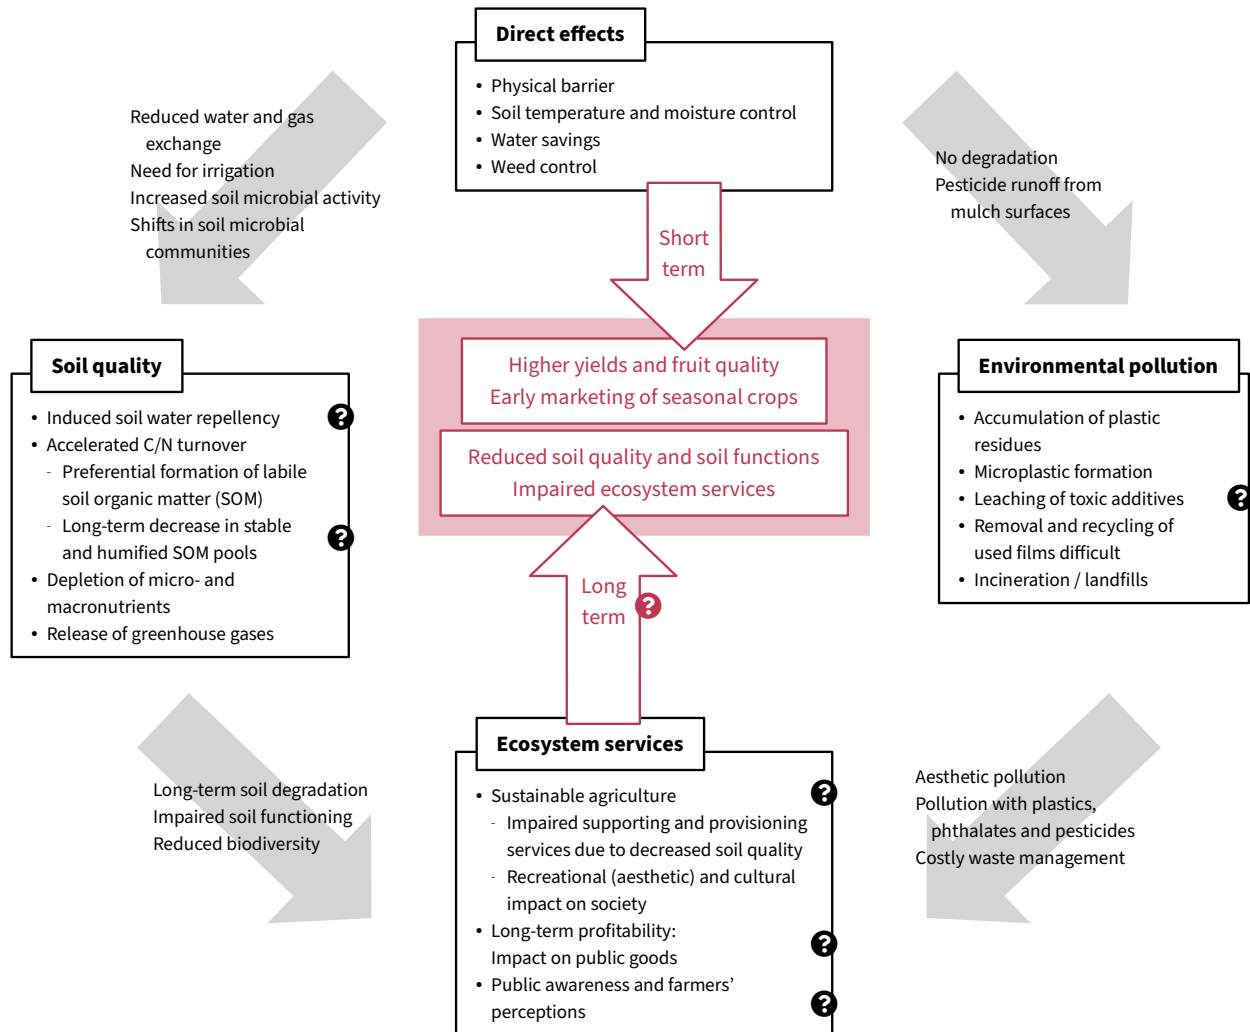 Direct effects
• Physical barrier
• Soil temperature and moisture control
• Water savings
• Weed control
Reduced water and gas
exchange
Need for irrigation
Increased soil microbial activity
Shifts in soil microbial
communities
No degradation
Pesticide runoff from
mulch surfaces
Short
term
Higher yields and fruit quality
Early marketing of seasonal crops
Reduced soil quality and soil functions
Impaired ecosystem services
Long
term
?
Soil quality
• Induced soil water repellency ?
• Accelerated C/N turnover
- Preferential formation of labile
soil organic matter (SOM)
- Long-term decrease in stable
and humified SOM pools ?
• Depletion of micro- and
macronutrients
• Release of greenhouse gases
Environmental pollution
• Accumulation of plastic
residues
• Microplastic formation
• Leaching of toxic additives ?
• Removal and recycling of
used films difficult
• Incineration / landfills
Long-term soil degradation
Impaired soil functioning
Reduced biodiversity
Ecosystem services
• Sustainable agriculture ?
- Impaired supporting and provisioning
services due to decreased soil quality
- Recreational (aesthetic) and cultural
impact on society
• Long-term profitability:
Impact on public goods ?
• Public awareness and farmers'
perceptions ?
Aesthetic pollution
Pollution with plastics,
phthalates and pesticides
Costly waste management